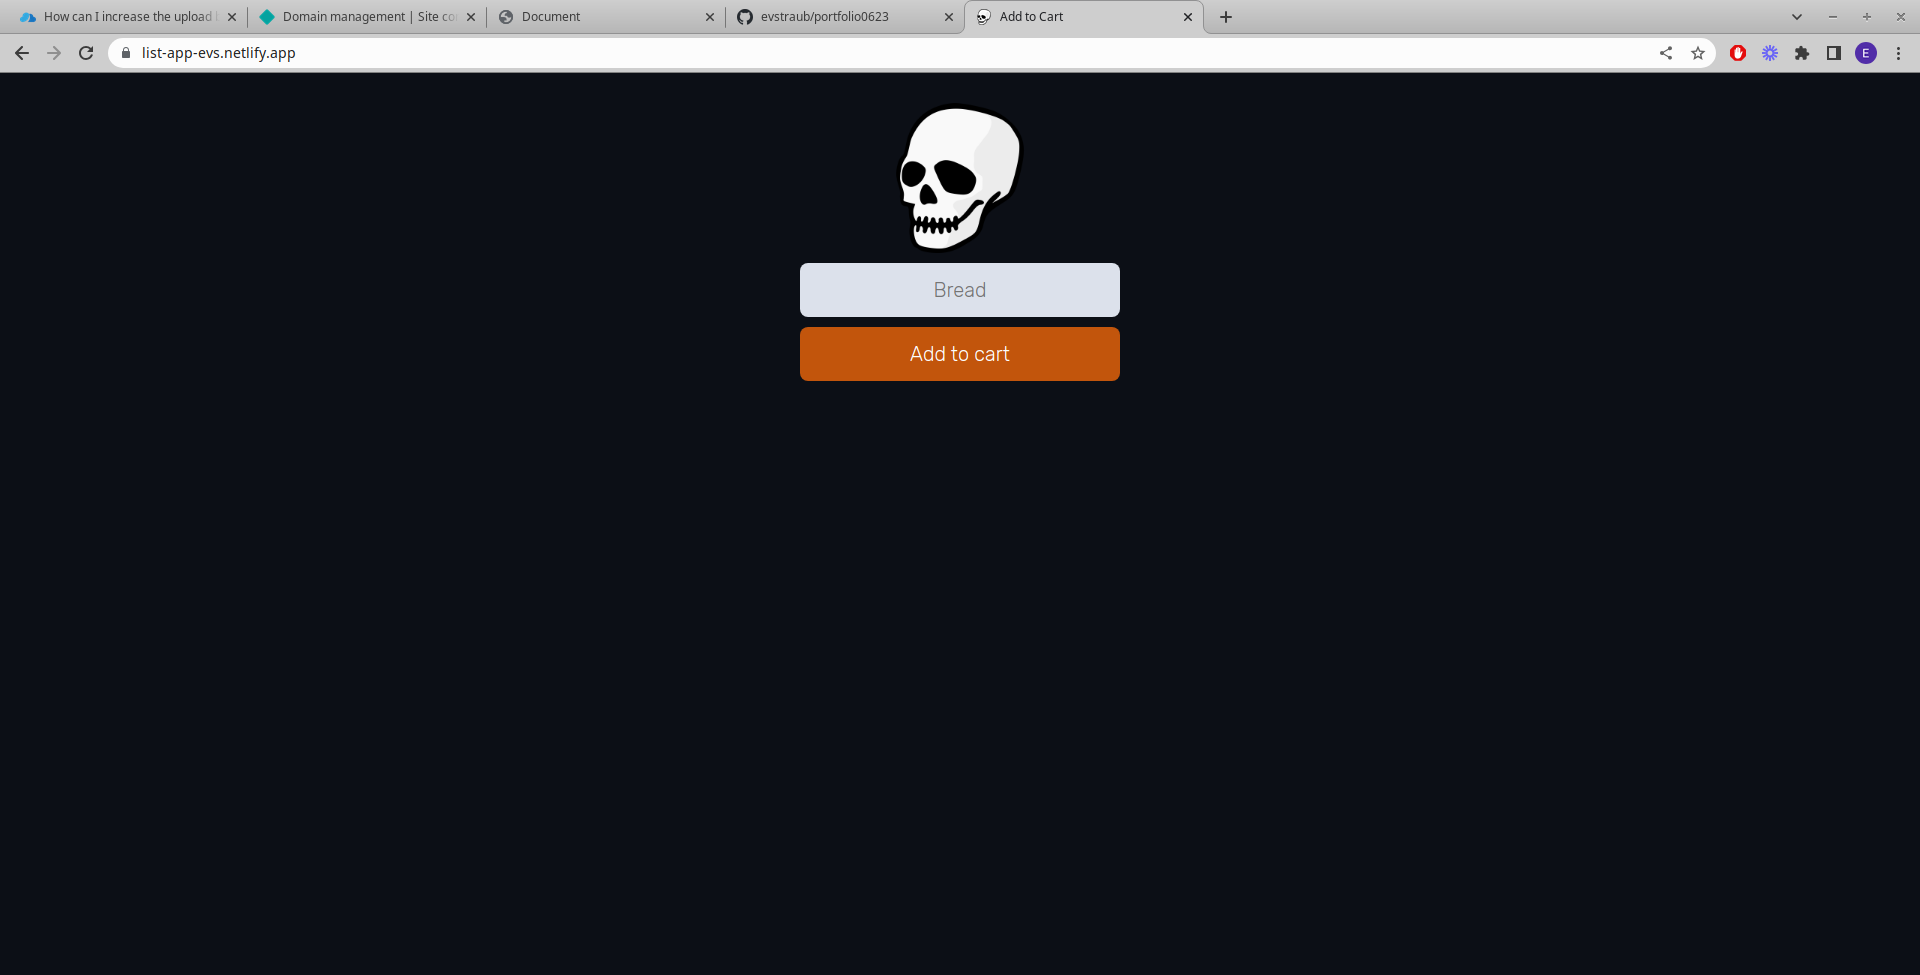 How can I increase the upload
Domain management | Site co
Document
evstraub/portfolio0623
Add to Cart
list-app-evs.netlify.app
E
Bread
Add to cart